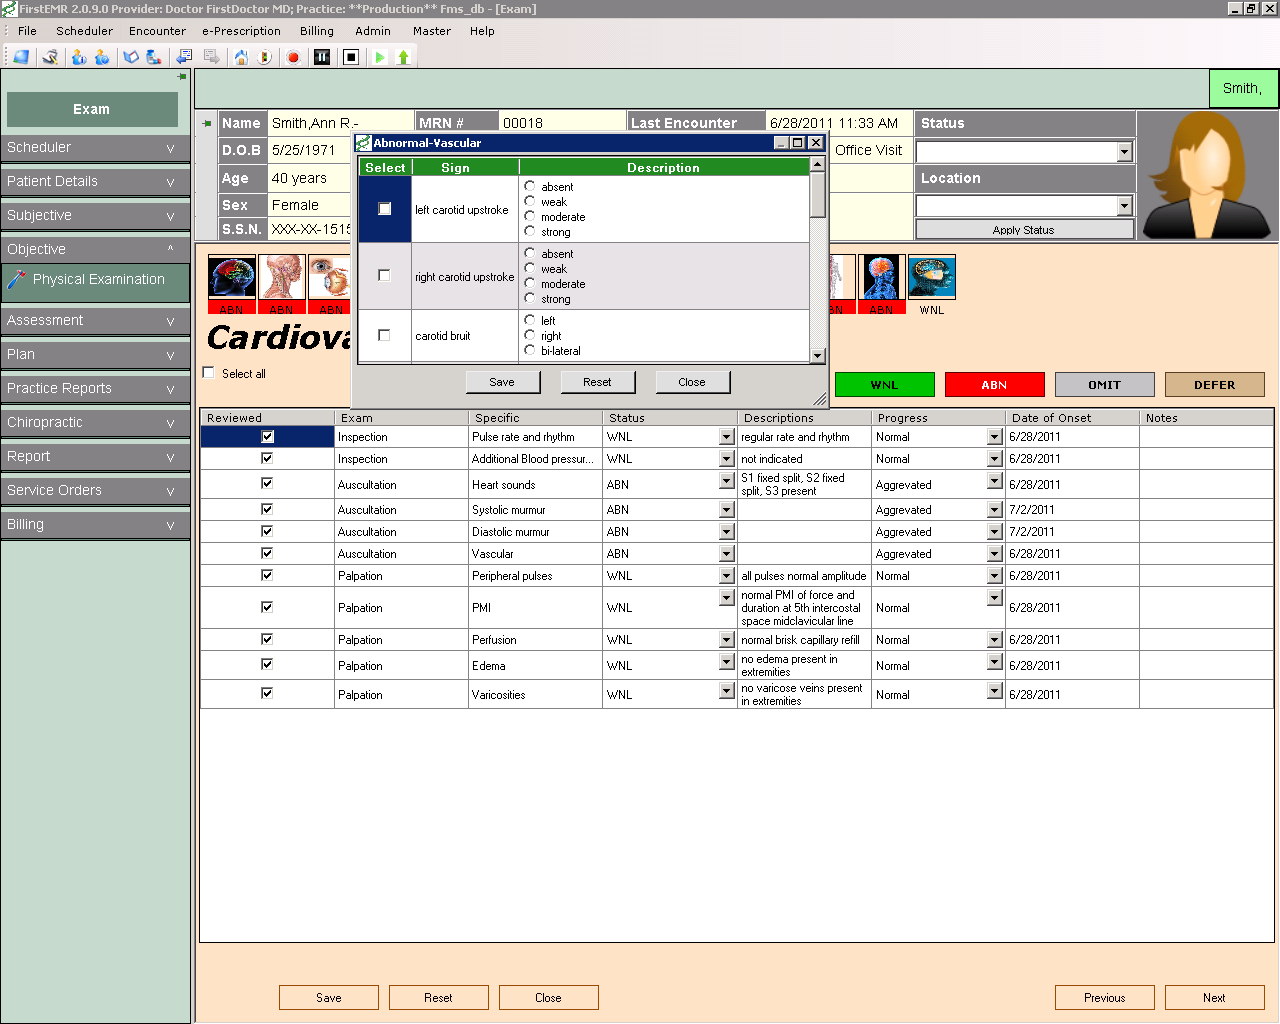 FirstEMR 2.0.9.0 Provider: Doctor FirstDoctor MD; Practice: **Production** Fms_db - [Exam]
File Scheduler Encounter e-Prescription Billing Admin Master Help
Smith,
Exam
Scheduler
Patient Details
Subjective
Objective
Physical Examination
Assessment
Plan
Practice Reports
Chiropractic
Report
Service Orders
Billing
Name Smith,Ann R.- MRN # 00018 Last Encounter 6/28/2011 11:33 AM Status
D.O.B 5/25/1971 Office Visit
Age 40 years Location
Sex Female
S.S.N. XXX-XX-1515 Apply Status
Abnormal-Vascular
Select Sign Description
left carotid upstroke
absent
weak
moderate
strong
right carotid upstroke
absent
weak
moderate
strong
carotid bruit
left
right
bi-lateral
Save Reset Close
ABN ABN ABN ABN ABN WNL
Cardiova
Select all
WNL ABN OMIT DEFER
Reviewed Exam Specific Status Descriptions Progress Date of Onset Notes
Inspection Pulse rate and rhythm WNL regular rate and rhythm Normal 6/28/2011
Inspection Additional Blood pressur... WNL not indicated Normal 6/28/2011
Auscultation Heart sounds ABN S1 fixed split, S2 fixed
split, S3 present Aggrevated 6/28/2011
Auscultation Systolic murmur ABN Aggrevated 7/2/2011
Auscultation Diastolic murmur ABN Aggrevated 7/2/2011
Auscultation Vascular ABN Aggrevated 6/28/2011
Palpation Peripheral pulses WNL all pulses normal amplitude Normal 6/28/2011
Palpation PMI WNL normal PMI of force and
duration at 5th intercostal
space midclavicular line Normal 6/28/2011
Palpation Perfusion WNL normal brisk capillary refill Normal 6/28/2011
Palpation Edema WNL no edema present in
extremities Normal 6/28/2011
Palpation Varicosities WNL no varicose veins present
in extremities Normal 6/28/2011
Save Reset Close Previous Next